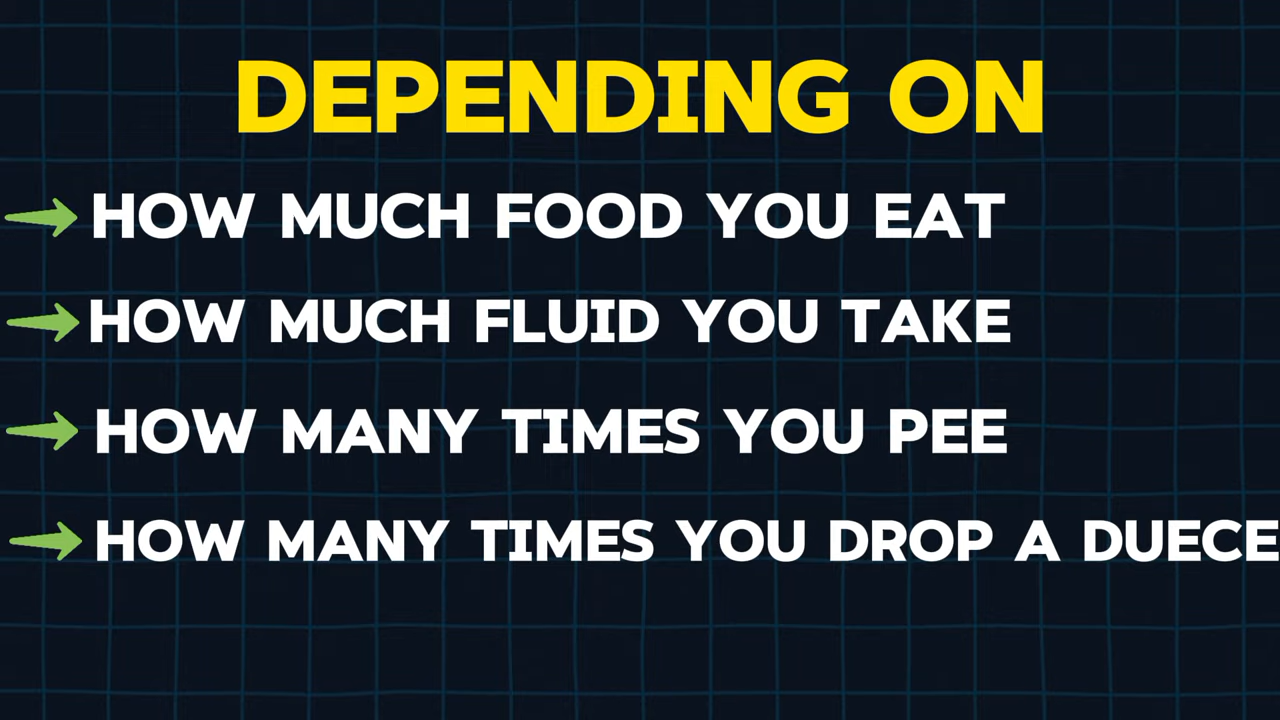 DEPENDING ON
HOW MUCH FOOD YOU EAT
HOW MUCH FLUID YOU TAKE
HOW MANY TIMES YOU PEE
HOW MANY TIMES YOU DROP A DUECE